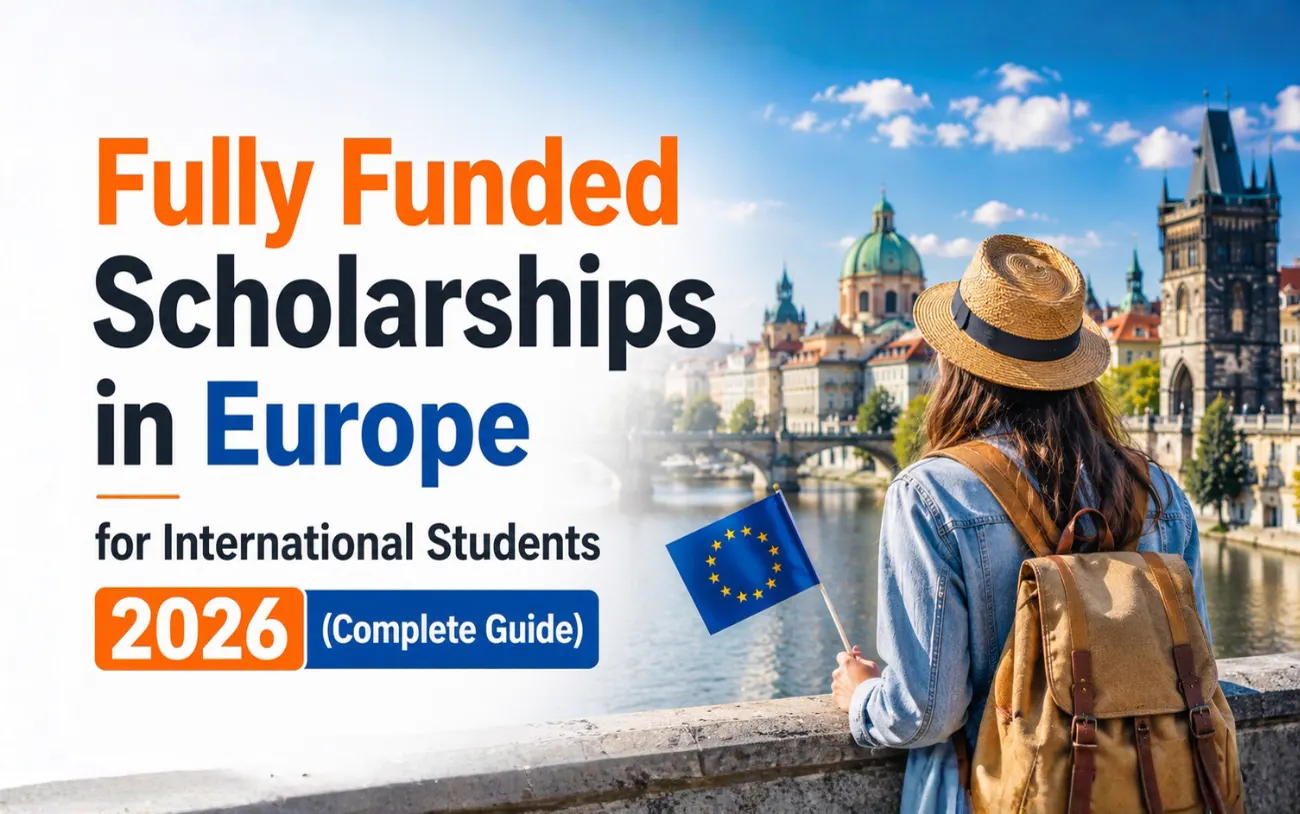 Fully Funded
Scholarships
in Europe
for International Students
2026 (Complete Guide)